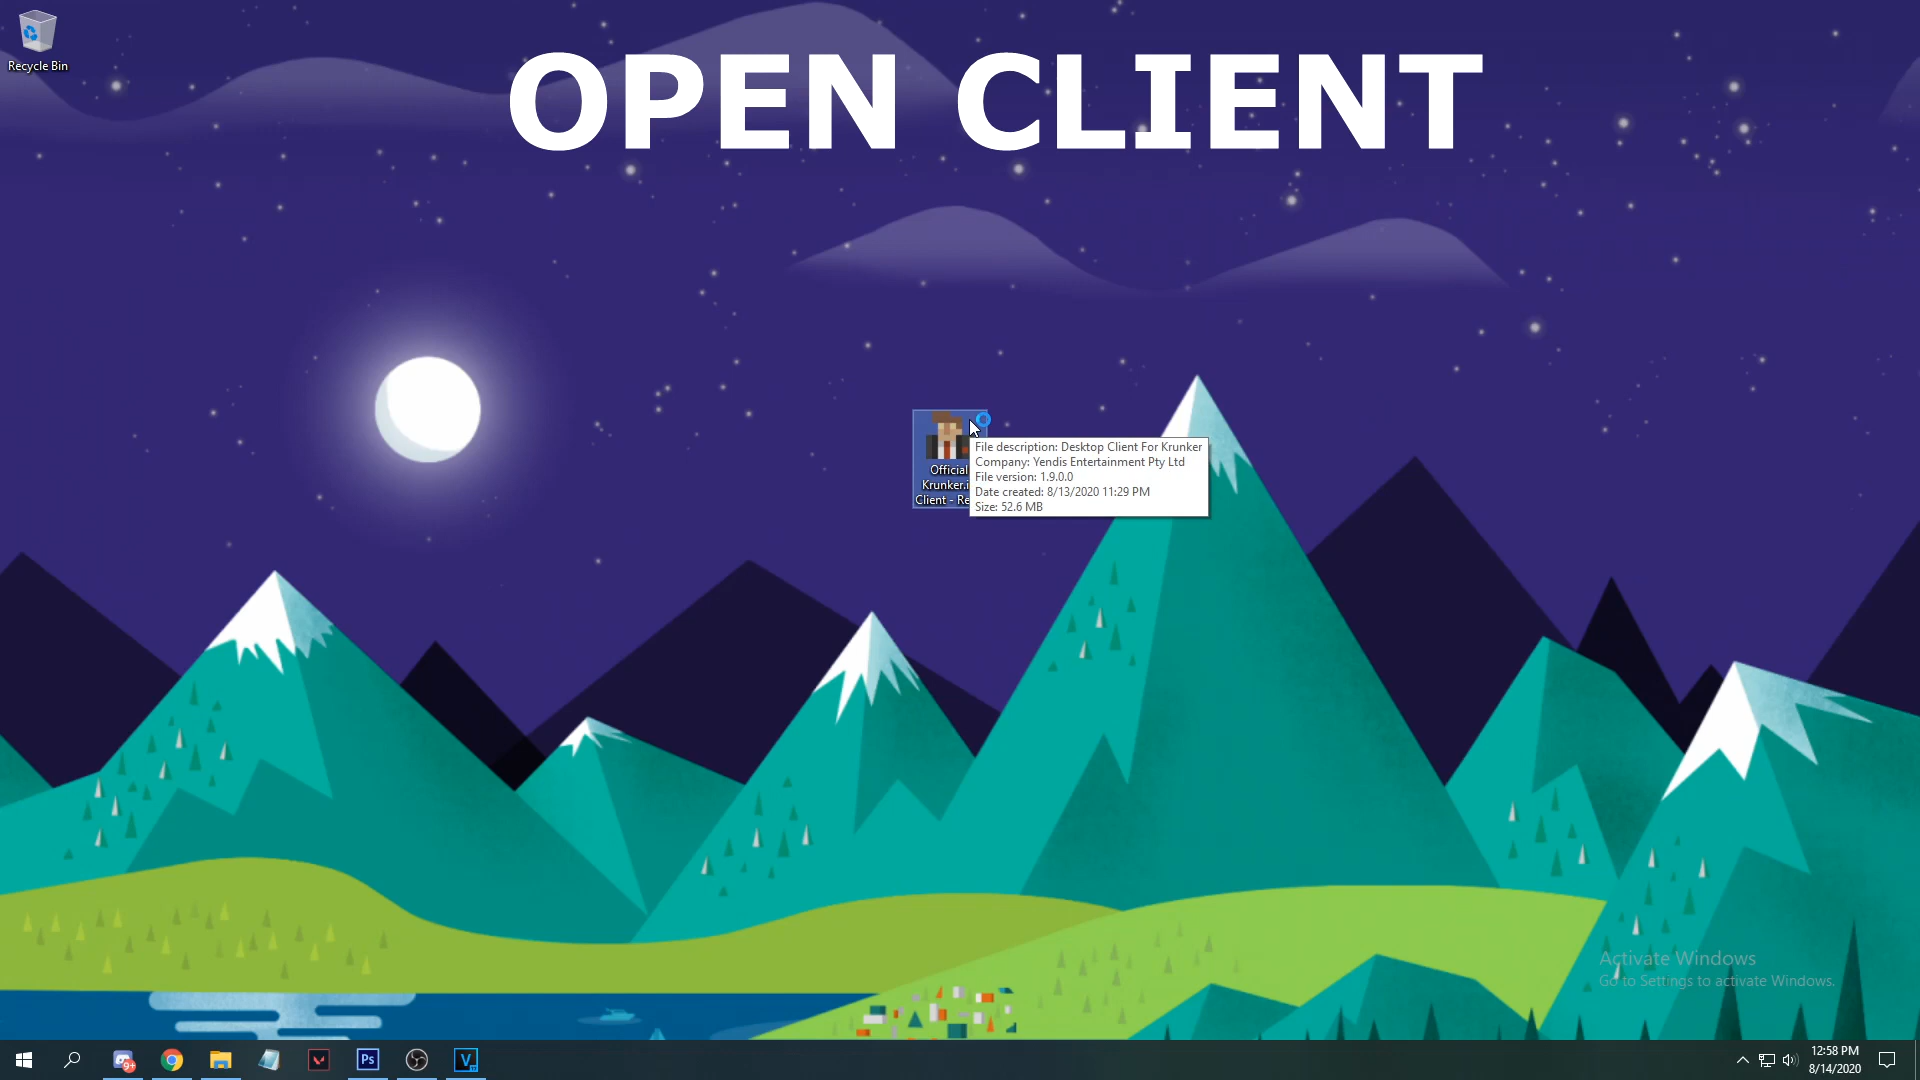 OPEN CLIENT
Recycle Bin
Official
Krunker.i
Client - Re
File description: Desktop Client For Krunker
Company: Yendis Entertainment Pty Ltd
File version: 1.9.0.0
Date created: 8/13/2020 11:29 PM
Size: 52.6 MB
Activate Windows
Go to Settings to activate Windows.
9+
Ps
V
12:58 PM
8/14/2020